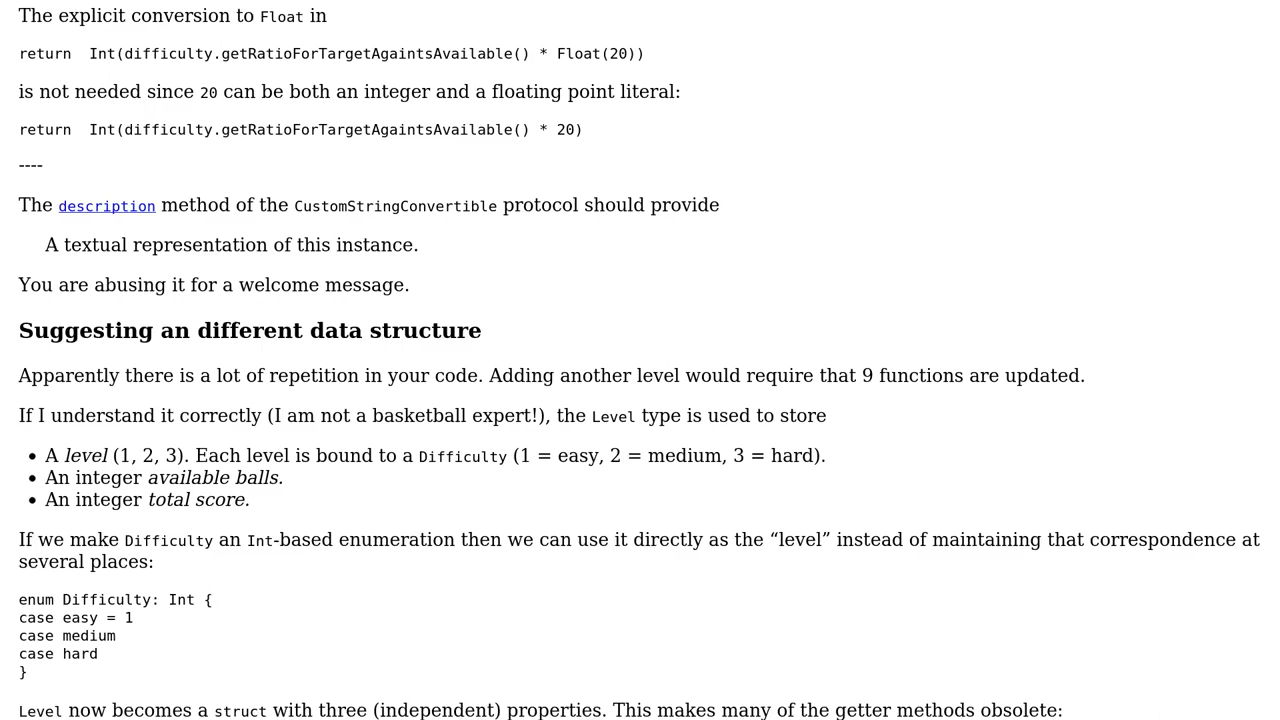 The explicit conversion to Float in
return  Int(difficulty.getRatioForTargetAgaintsAvailable() * Float(20))
is not needed since 20 can be both an integer and a floating point literal:
return  Int(difficulty.getRatioForTargetAgaintsAvailable() * 20)
----
The description method of the CustomStringConvertible protocol should provide
A textual representation of this instance.
You are abusing it for a welcome message.
Suggesting an different data structure
Apparently there is a lot of repetition in your code. Adding another level would require that 9 functions are updated.
If I understand it correctly (I am not a basketball expert!), the Level type is used to store
• A level (1, 2, 3). Each level is bound to a Difficulty (1 = easy, 2 = medium, 3 = hard).
• An integer available balls.
• An integer total score.
If we make Difficulty an Int-based enumeration then we can use it directly as the “level” instead of maintaining that correspondence at
several places:
enum Difficulty: Int {
case easy = 1
case medium
case hard
}
Level now becomes a struct with three (independent) properties. This makes many of the getter methods obsolete: